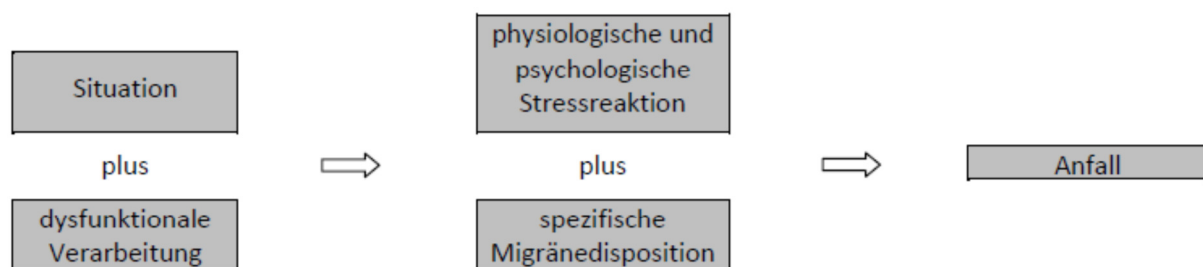 Situation
plus
dysfunktionale
Verarbeitung
physiologische und
psychologische
Stressreaktion
plus
spezifische
Migränedisposition
Anfall